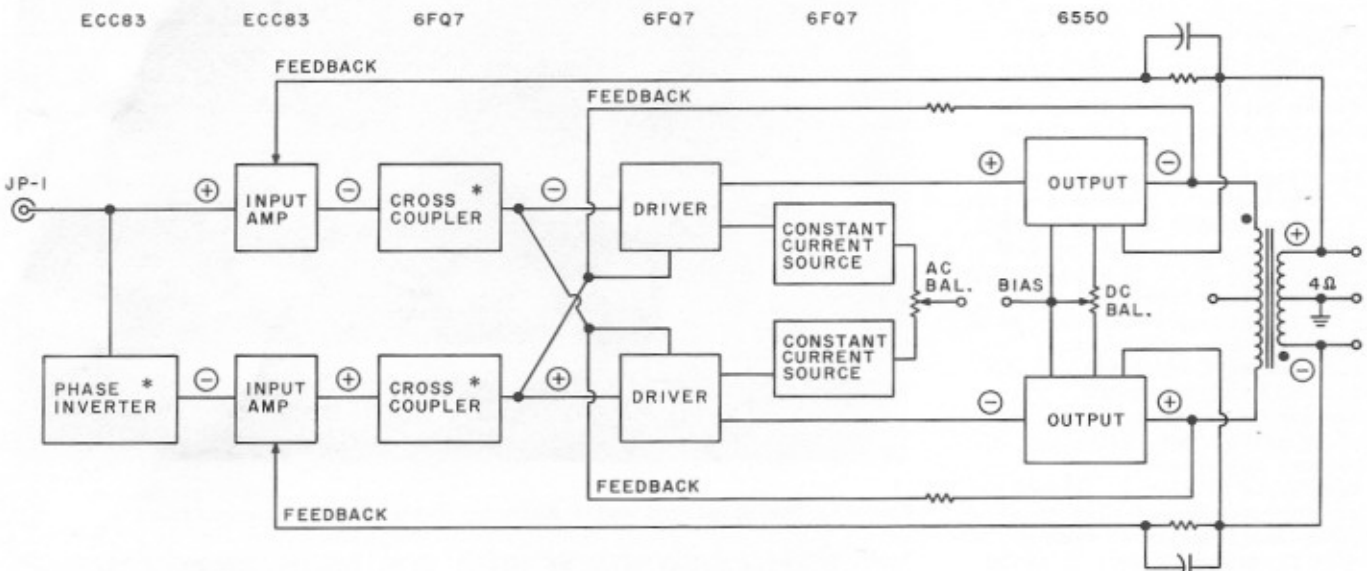 ECC83 ECC83 6FQ7 6FQ7 6FQ7 6550
FEEDBACK
FEEDBACK
JP-1
+ INPUT AMP - CROSS COUPLER * - DRIVER + OUTPUT -
CONSTANT CURRENT SOURCE
AC BAL.
BIAS
DC BAL.
+
4Ω
-
CONSTANT CURRENT SOURCE
PHASE INVERTER * - INPUT AMP + CROSS COUPLER * + DRIVER - OUTPUT +
FEEDBACK
FEEDBACK